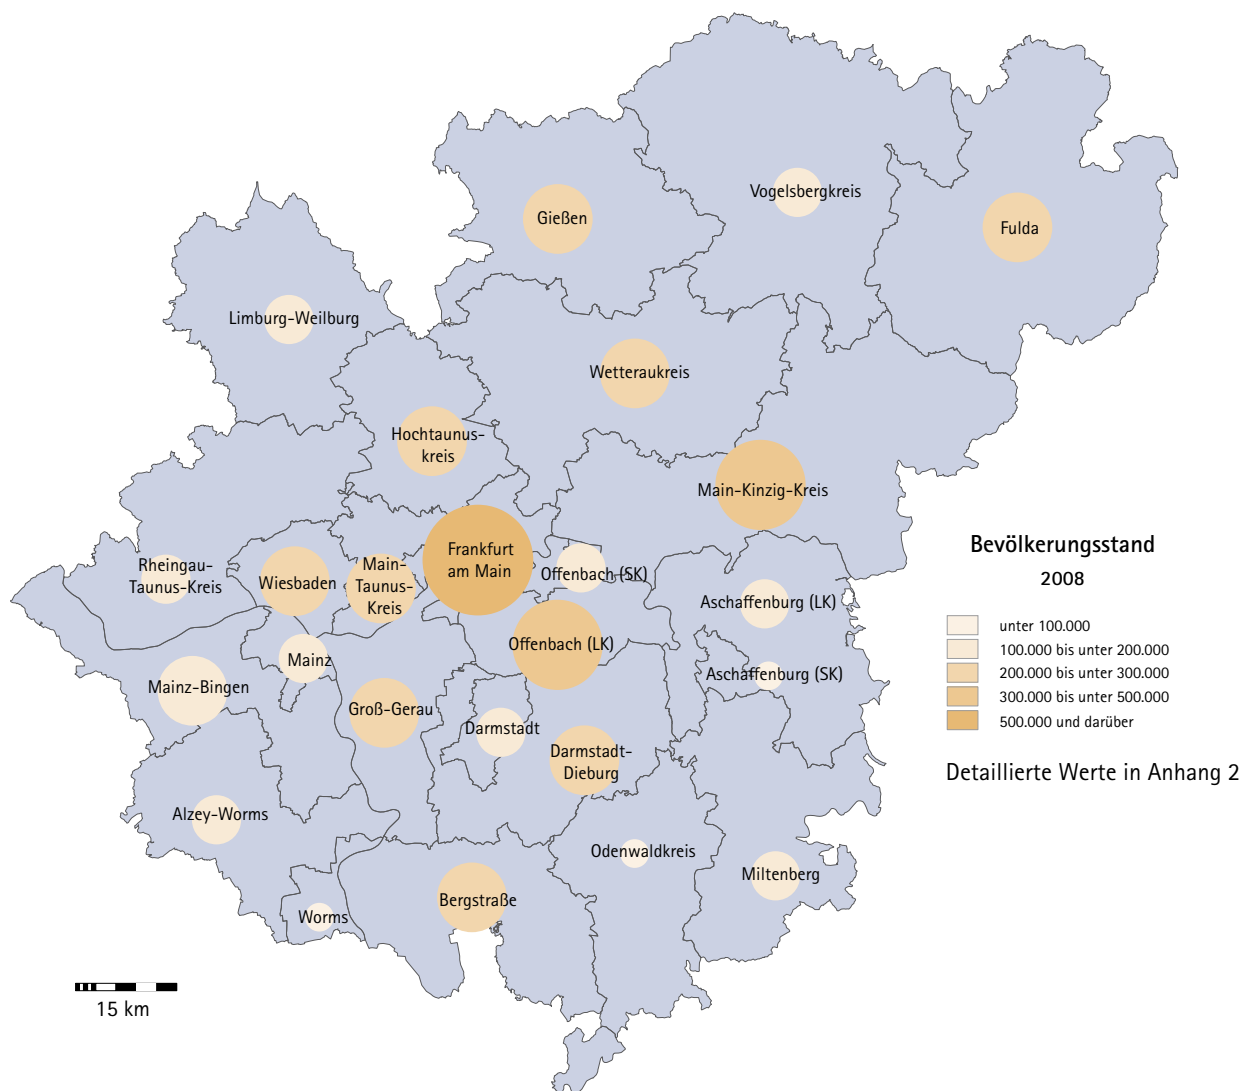 Vogelsbergkreis
Gießen
Fulda
Limburg-Weilburg
Wetteraukreis
Hochtaunus-
kreis
Main-Kinzig-Kreis
Frankfurt
am Main
Rheingau-
Taunus-Kreis
Wiesbaden
Main-
Taunus-
Kreis
Offenbach (SK)
Aschaffenburg (LK)
Offenbach (LK)
Mainz
Aschaffenburg (SK)
Mainz-Bingen
Groß-Gerau
Darmstadt
Darmstadt-
Dieburg
Alzey-Worms
Odenwaldkreis
Miltenberg
Bergstraße
Worms
15 km
Bevölkerungsstand
2008
unter 100.000
100.000 bis unter 200.000
200.000 bis unter 300.000
300.000 bis unter 500.000
500.000 und darüber
Detaillierte Werte in Anhang 2